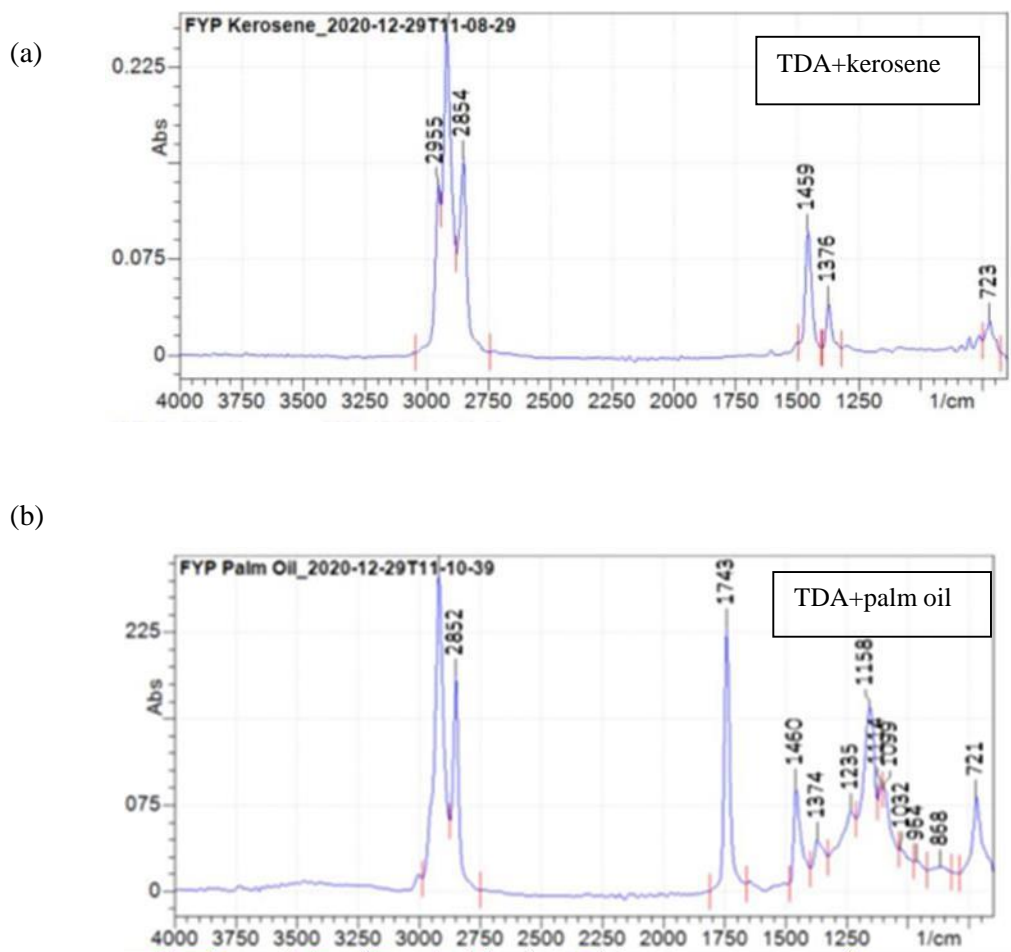 (a)
FYP Kerosene_2020-12-29T11-08-29
TDA+kerosene
0.225
0.075
0
Abs
2955
2854
1459
1376
723
4000 3750 3500 3250 3000 2750 2500 2250 2000 1750 1500 1250 1/cm
(b)
FYP Palm Oil_2020-12-29T11-10-39
TDA+palm oil
225
075
0
Abs
2852
1743
1460
1374
1235
1158
1099
1032
964
868
721
4000 3750 3500 3250 3000 2750 2500 2250 2000 1750 1500 1250 1/cm